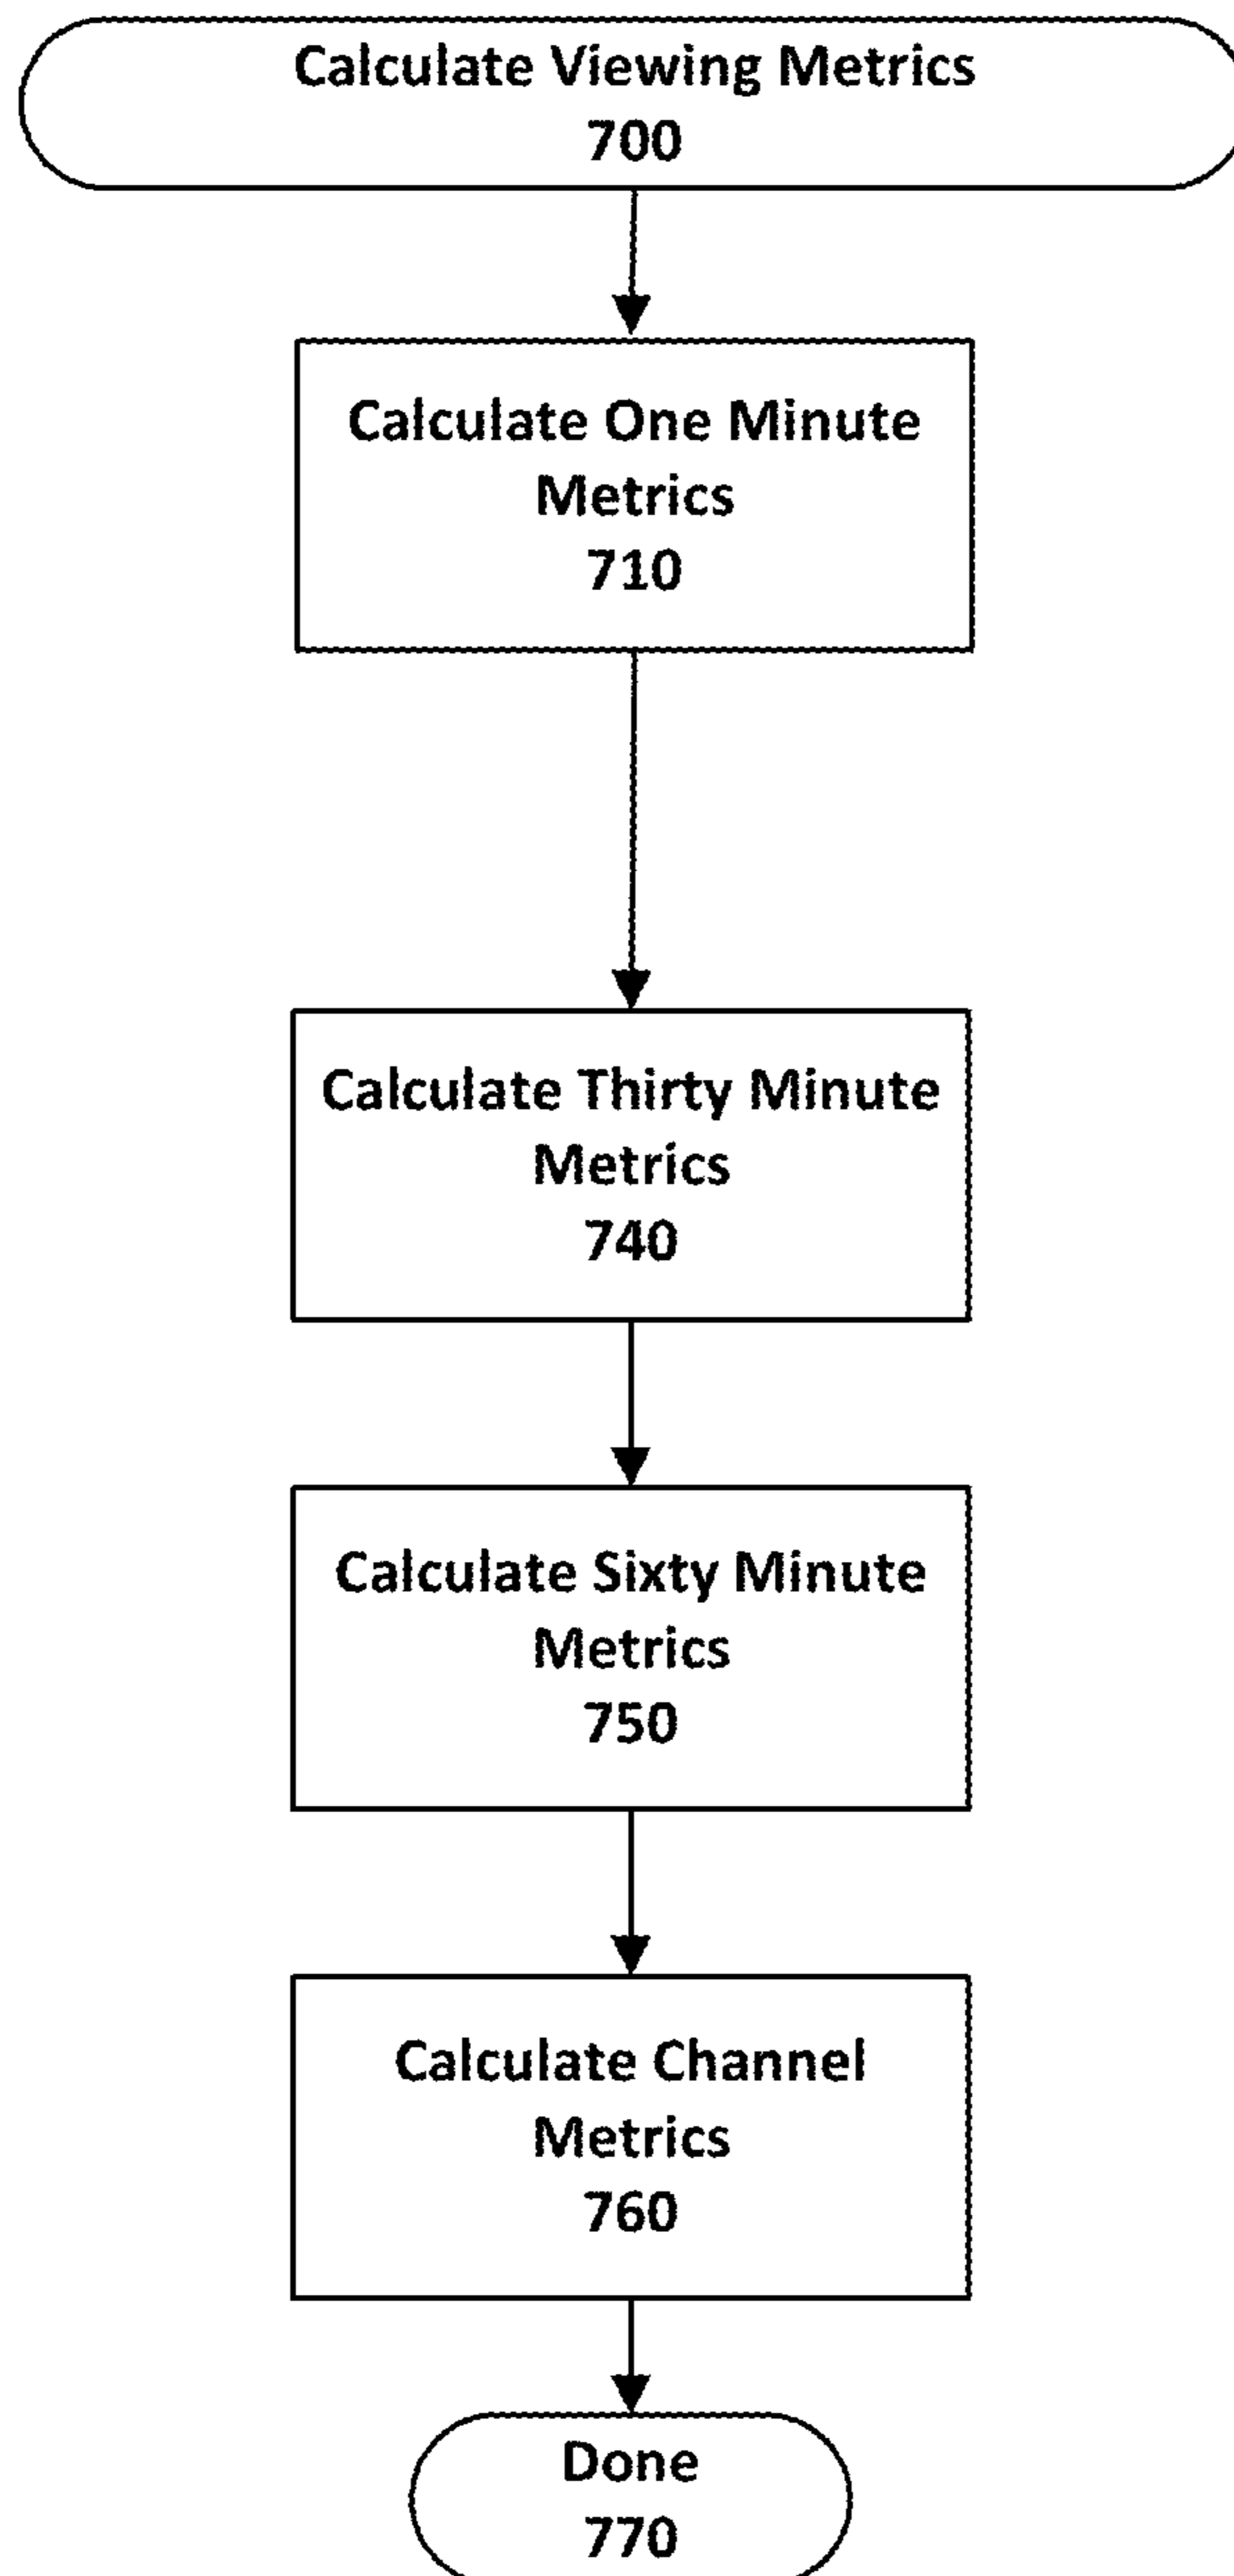 Calculate Viewing Metrics
700
Calculate One Minute
Metrics
710
Calculate Thirty Minute
Metrics
740
Calculate Sixty Minute
Metrics
750
Calculate Channel
Metrics
760
Done
770